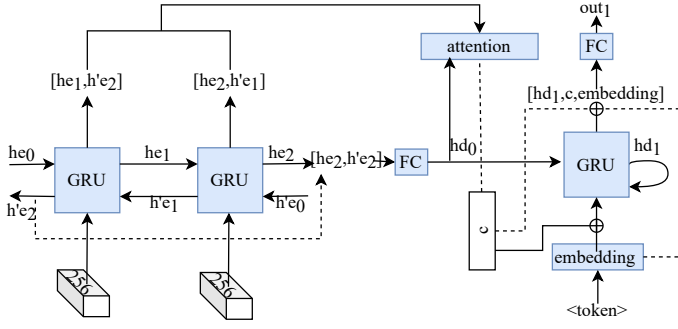 out₁
FC
attention
[he₁,h'e₂]
[he₂,h'e₁]
[hd₁,c,embedding]
he₀
he₁
he₂
[he₂,h'e₂]
FC
hd₀
hd₁
GRU
GRU
GRU
h'e₂
h'e₁
h'e₀
c
embedding
256
256
<token>